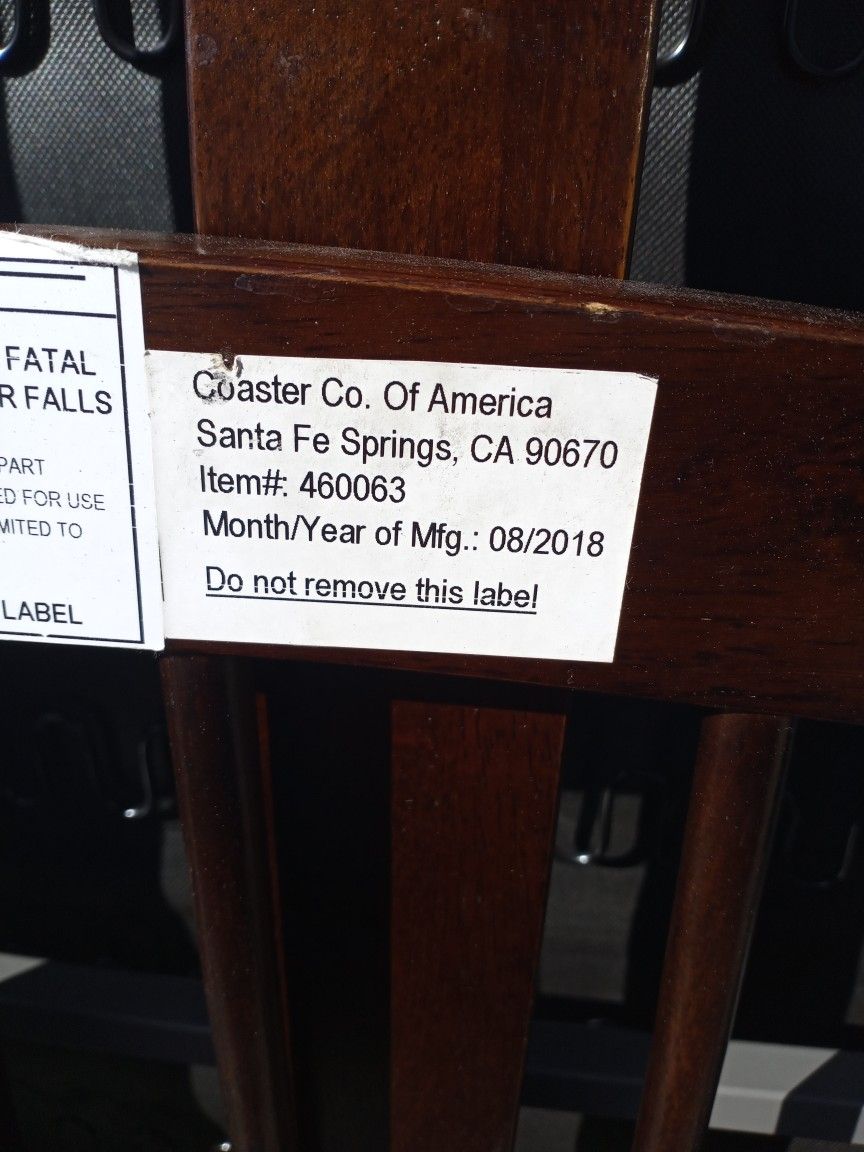 FATAL
R FALLS
PART
ED FOR USE
MITED TO
LABEL
Coaster Co. Of America
Santa Fe Springs, CA 90670
Item#: 460063
Month/Year of Mfg.: 08/2018
Do not remove this label